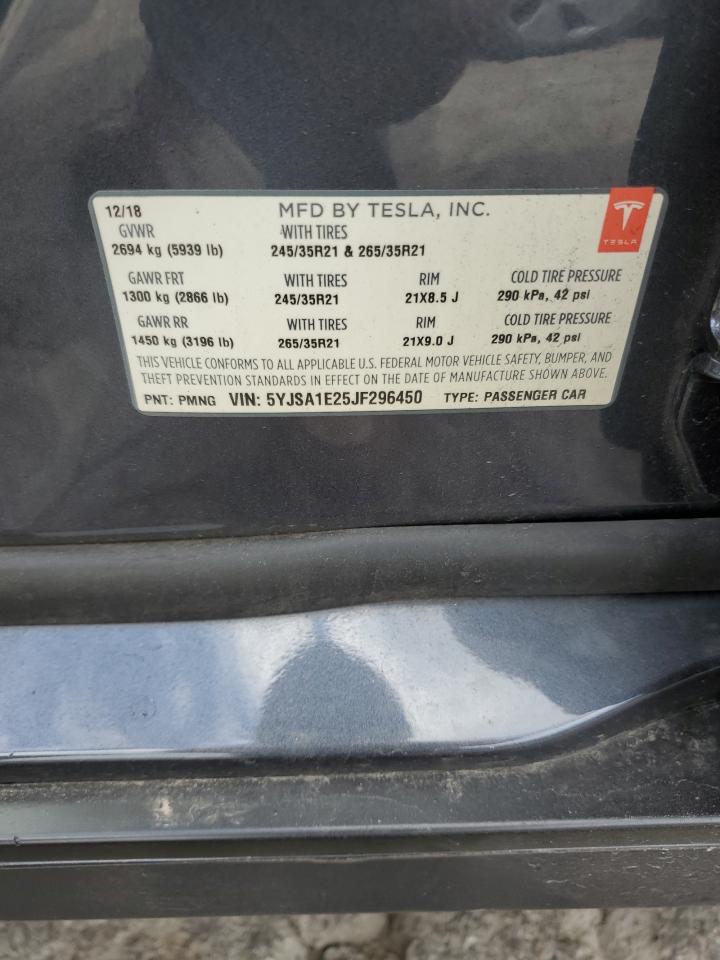 12/18 MFD BY TESLA, INC.
GVWR WITH TIRES
2694 kg (5939 lb) 245/35R21 & 265/35R21
TESLA
GAWR FRT WITH TIRES RIM COLD TIRE PRESSURE
1300 kg (2866 lb) 245/35R21 21X8.5 J 290 kPa, 42 psi
GAWR RR WITH TIRES RIM COLD TIRE PRESSURE
1450 kg (3196 lb) 265/35R21 21X9.0 J 290 kPa, 42 psi
THIS VEHICLE CONFORMS TO ALL APPLICABLE U.S. FEDERAL MOTOR VEHICLE SAFETY, BUMPER, AND
THEFT PREVENTION STANDARDS IN EFFECT ON THE DATE OF MANUFACTURE SHOWN ABOVE.
PNT: PMNG VIN: 5YJSA1E25JF296450 TYPE: PASSENGER CAR